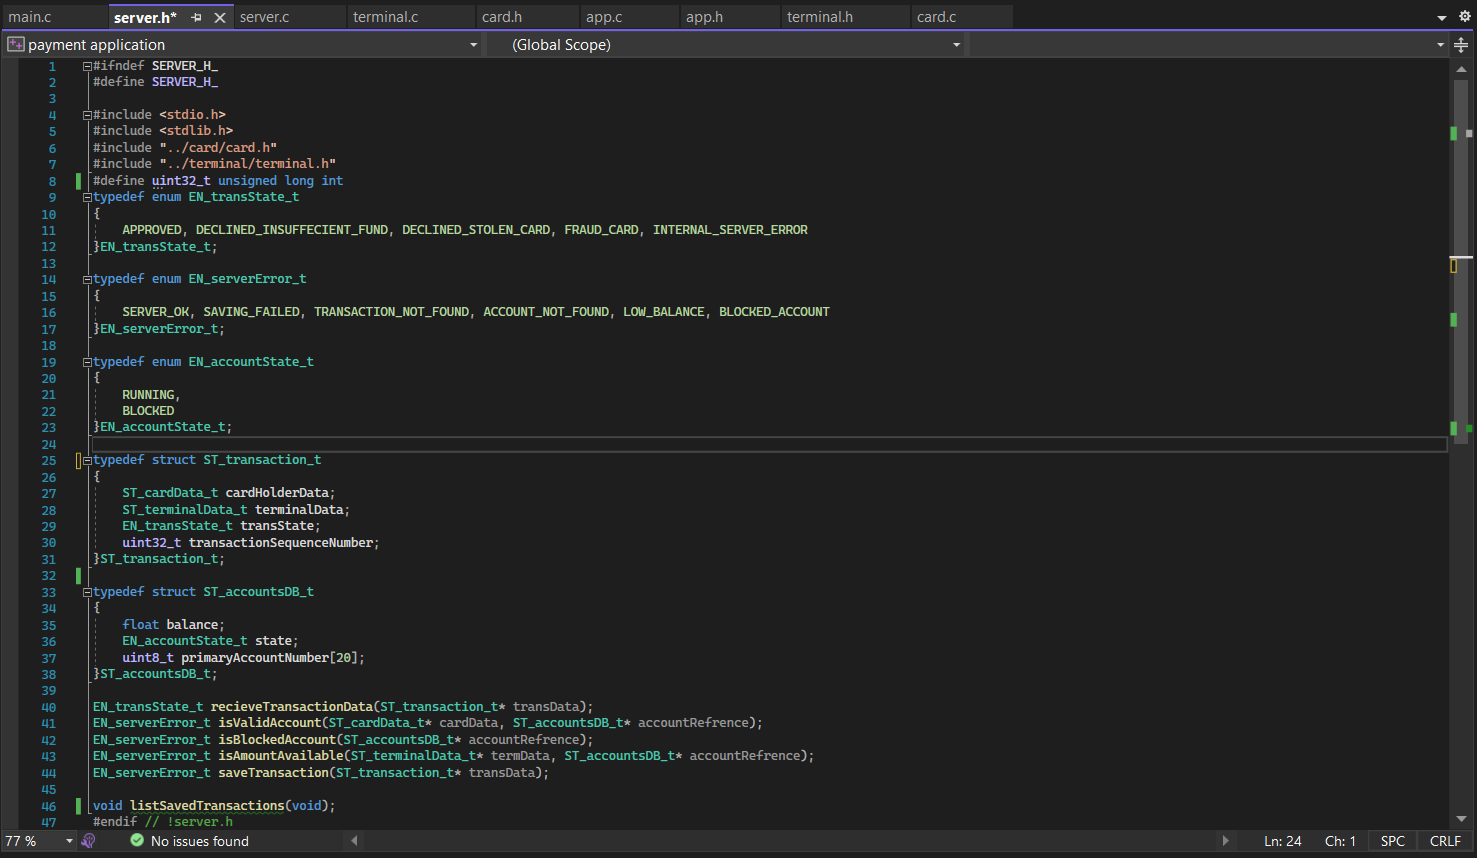 main.c server.h* server.c terminal.c card.h app.c app.h terminal.h card.c
payment application (Global Scope)
1 #ifndef SERVER_H_
2 #define SERVER_H_
3
4 #include <stdio.h>
5 #include <stdlib.h>
6 #include "../card/card.h"
7 #include "../terminal/terminal.h"
8 #define uint32_t unsigned long int
9 typedef enum EN_transState_t
10 {
11 APPROVED, DECLINED_INSUFFECIENT_FUND, DECLINED_STOLEN_CARD, FRAUD_CARD, INTERNAL_SERVER_ERROR
12 }EN_transState_t;
13
14 typedef enum EN_serverError_t
15 {
16 SERVER_OK, SAVING_FAILED, TRANSACTION_NOT_FOUND, ACCOUNT_NOT_FOUND, LOW_BALANCE, BLOCKED_ACCOUNT
17 }EN_serverError_t;
18
19 typedef enum EN_accountState_t
20 {
21 RUNNING,
22 BLOCKED
23 }EN_accountState_t;
24
25 typedef struct ST_transaction_t
26 {
27 ST_cardData_t cardHolderData;
28 ST_terminalData_t terminalData;
29 EN_transState_t transState;
30 uint32_t transactionSequenceNumber;
31 }ST_transaction_t;
32
33 typedef struct ST_accountsDB_t
34 {
35 float balance;
36 EN_accountState_t state;
37 uint8_t primaryAccountNumber[20];
38 }ST_accountsDB_t;
39
40 EN_transState_t recieveTransactionData(ST_transaction_t* transData);
41 EN_serverError_t isValidAccount(ST_cardData_t* cardData, ST_accountsDB_t* accountRefrence);
42 EN_serverError_t isBlockedAccount(ST_accountsDB_t* accountRefrence);
43 EN_serverError_t isAmountAvailable(ST_terminalData_t* termData, ST_accountsDB_t* accountRefrence);
44 EN_serverError_t saveTransaction(ST_transaction_t* transData);
45
46 void listSavedTransactions(void);
47 #endif // !server.h
77 % No issues found Ln: 24 Ch: 1 SPC CRLF